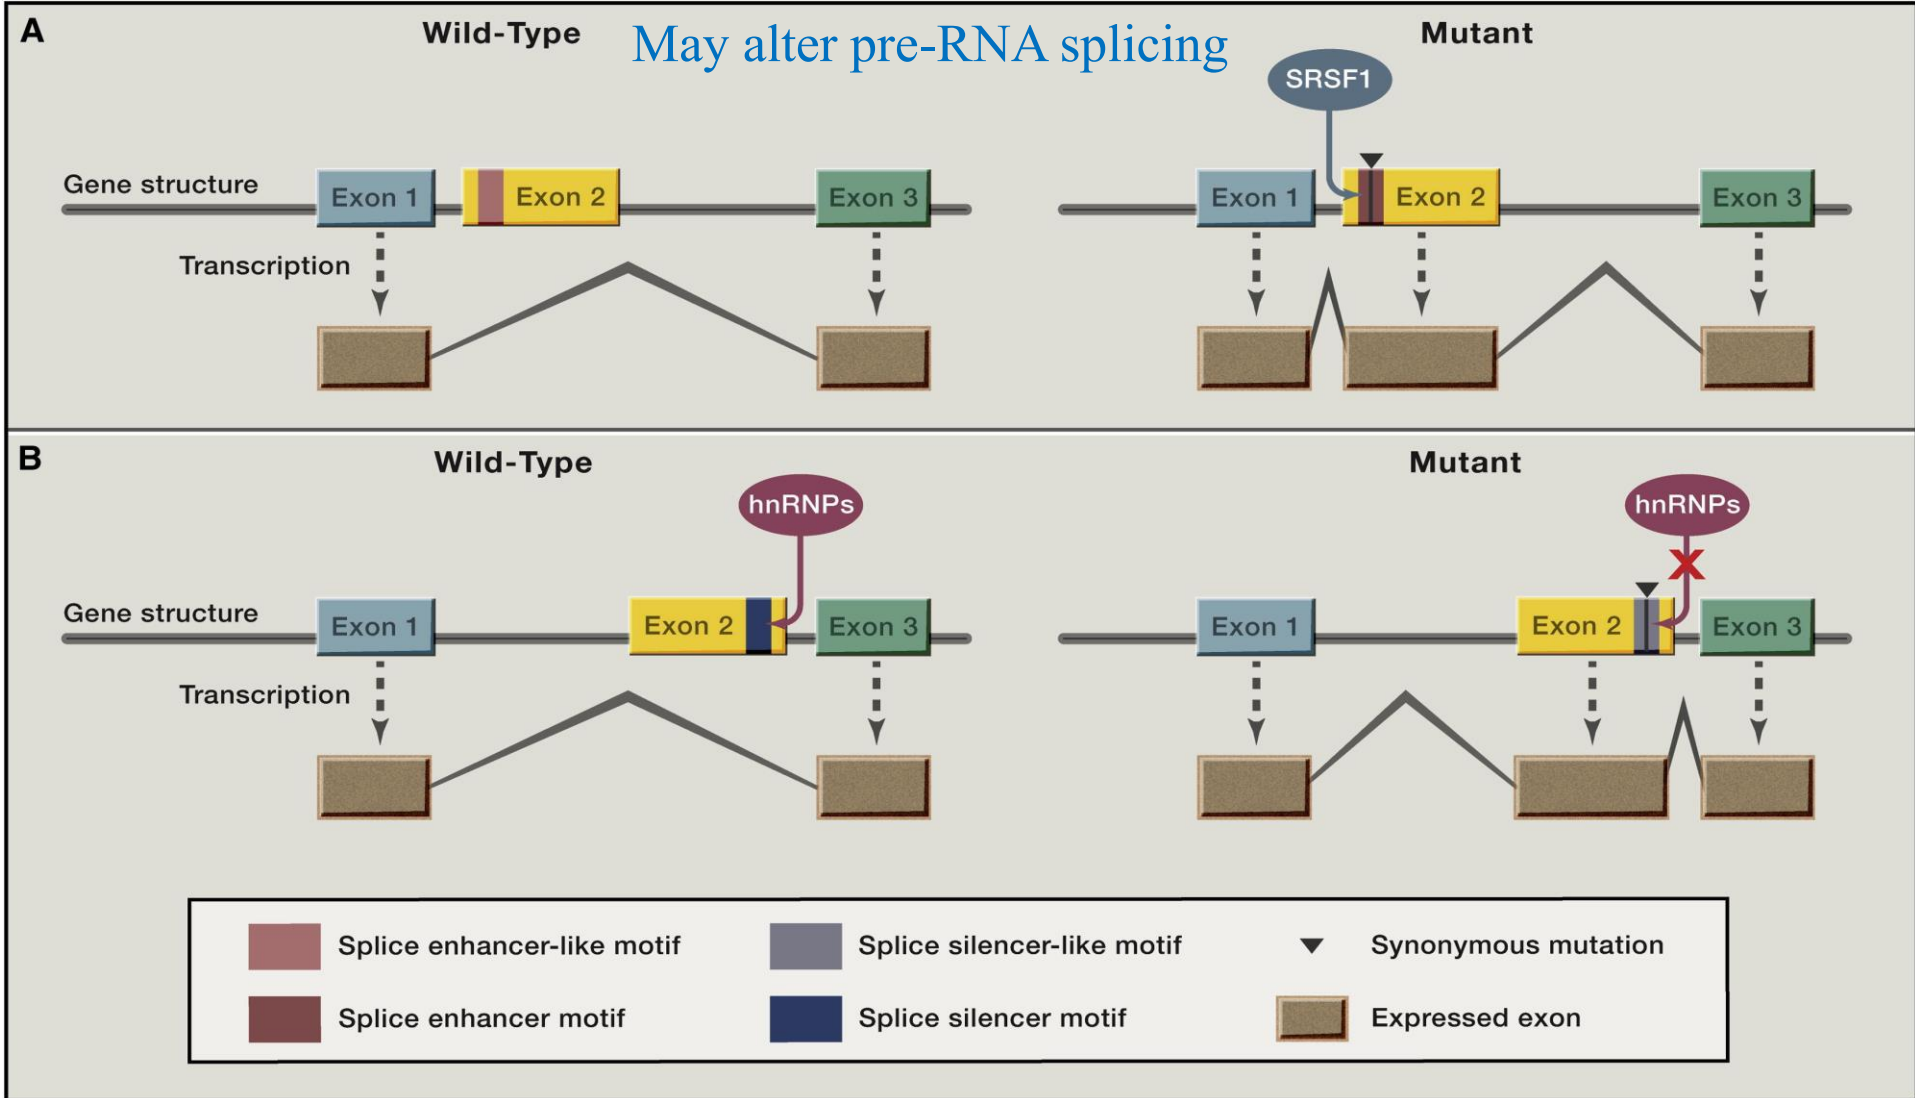 A
Wild-Type
May alter pre-RNA splicing
Mutant
SRSF1
Gene structure
Exon 1
Exon 2
Exon 3
Exon 1
Exon 2
Exon 3
Transcription
B
Wild-Type
Mutant
hnRNPs
hnRNPs
X
Gene structure
Exon 1
Exon 2
Exon 3
Exon 1
Exon 2
Exon 3
Transcription
Splice enhancer-like motif
Splice silencer-like motif
Synonymous mutation
Splice enhancer motif
Splice silencer motif
Expressed exon